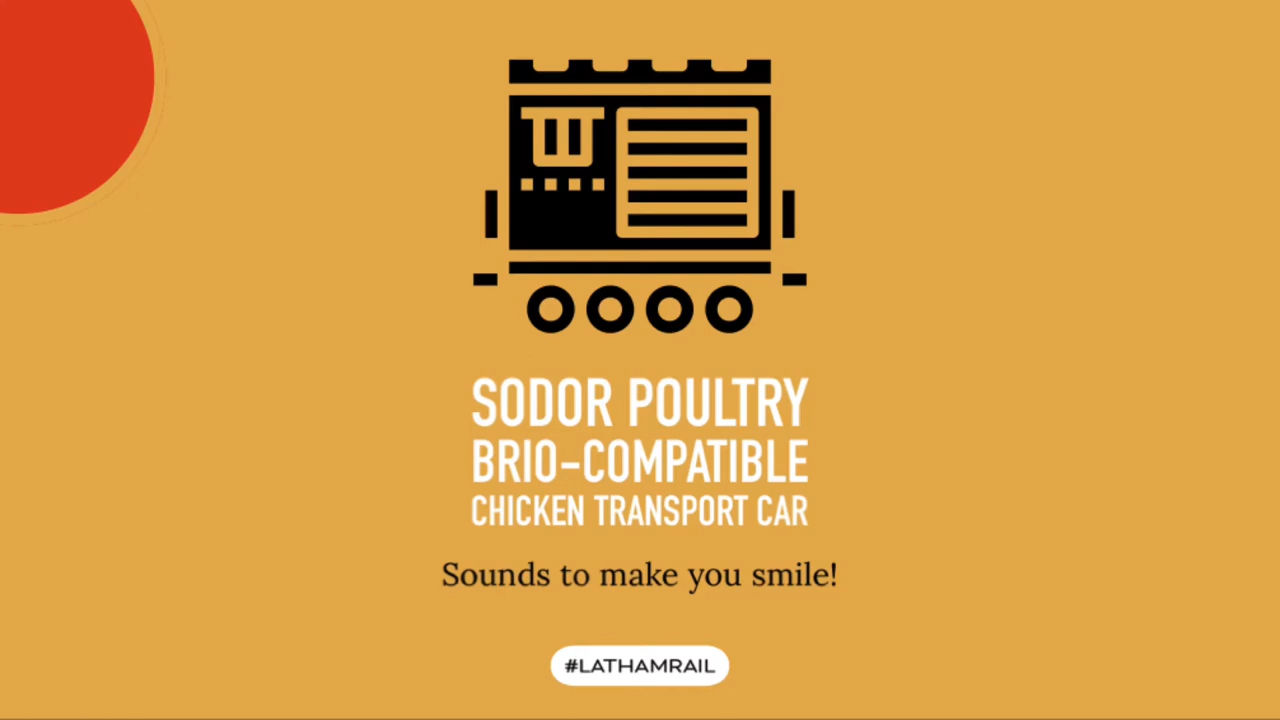 SODOR POULTRY
BRIO-COMPATIBLE
CHICKEN TRANSPORT CAR
Sounds to make you smile!
#LATHAMRAIL